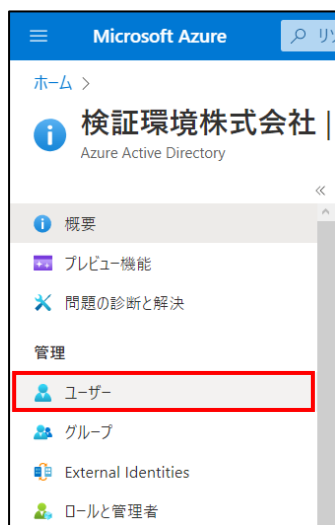 Microsoft Azure
ホーム >
検証環境株式会社 |
Azure Active Directory
«
概要
プレビュー機能
問題の診断と解決
管理
ユーザー
グループ
External Identities
ロールと管理者